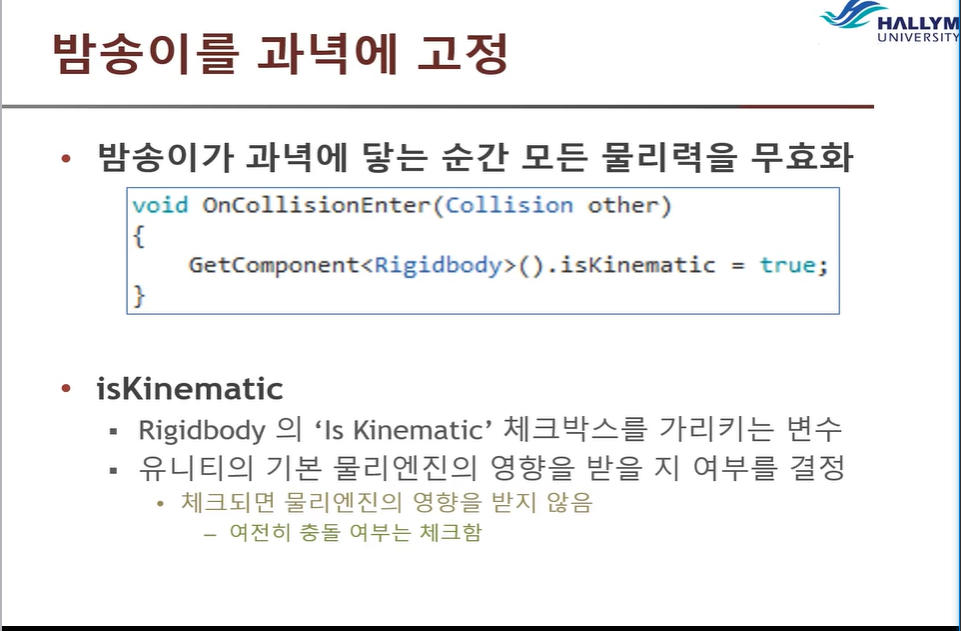 HALLYM
UNIVERSITY
밤송이를 과녁에 고정
• 밤송이가 과녁에 닿는 순간 모든 물리력을 무효화
void OnCollisionEnter(Collision other)
{
GetComponent<Rigidbody>().isKinematic = true;
}
• isKinematic
▪ Rigidbody 의 ‘Is Kinematic’ 체크박스를 가리키는 변수
▪ 유니티의 기본 물리엔진의 영향을 받을 지 여부를 결정
• 체크되면 물리엔진의 영향을 받지 않음
– 여전히 충돌 여부는 체크함